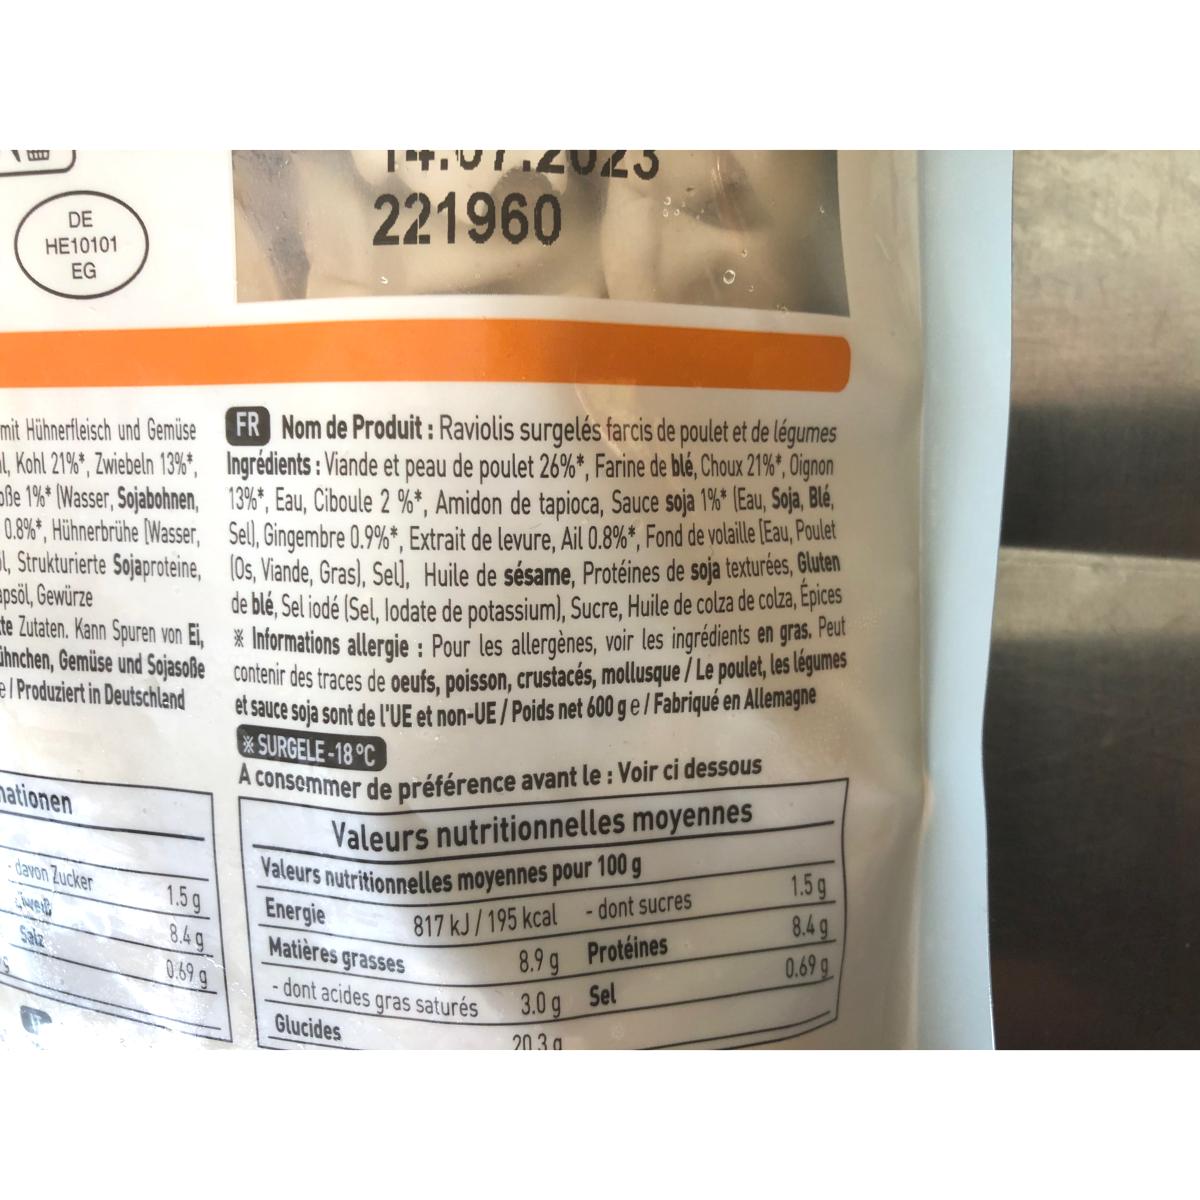 221960
DE
HE10101
EG
mit Hühnerfleisch und Gemüse
Kohl 21%*, Zwiebeln 13%*,
1%* (Wasser, Sojabohnen,
0.8%*, Hühnerbrühe [Wasser,
Strukturierte Sojaproteine,
Gewürze
Zutaten. Kann Spuren von Ei,
Gemüse und Sojasoße
/ Produziert in Deutschland
- davon Zucker 1.5 g
8.4 g
Salz 0.69 g
FR Nom de Produit : Raviolis surgelés farcis de poulet et de légumes
Ingrédients : Viande et peau de poulet 26%*, Farine de blé, Choux 21%*, Oignon
13%*, Eau, Ciboule 2 %*, Amidon de tapioca, Sauce soja 1%* (Eau, Soja, Blé,
Sel), Gingembre 0.9%*, Extrait de levure, Ail 0.8%*, Fond de volaille [Eau, Poulet
(Os, Viande, Gras), Sel], Huile de sésame, Protéines de soja texturées, Gluten
de blé, Sel iodé (Sel, Iodate de potassium), Sucre, Huile de colza de colza, Épices
※ Informations allergie : Pour les allergènes, voir les ingrédients en gras. Peut
contenir des traces de oeufs, poisson, crustacés, mollusque / Le poulet, les légumes
et sauce soja sont de l'UE et non-UE / Poids net 600 g e / Fabriqué en Allemagne
※ SURGELE -18°C
A consommer de préférence avant le : Voir ci dessous
Valeurs nutritionnelles moyennes
Valeurs nutritionnelles moyennes pour 100 g
Energie 817 kJ / 195 kcal - dont sucres 1.5 g
Matières grasses 8.9 g Protéines 8.4 g
- dont acides gras saturés 3.0 g Sel 0.69 g
Glucides 20.3 g